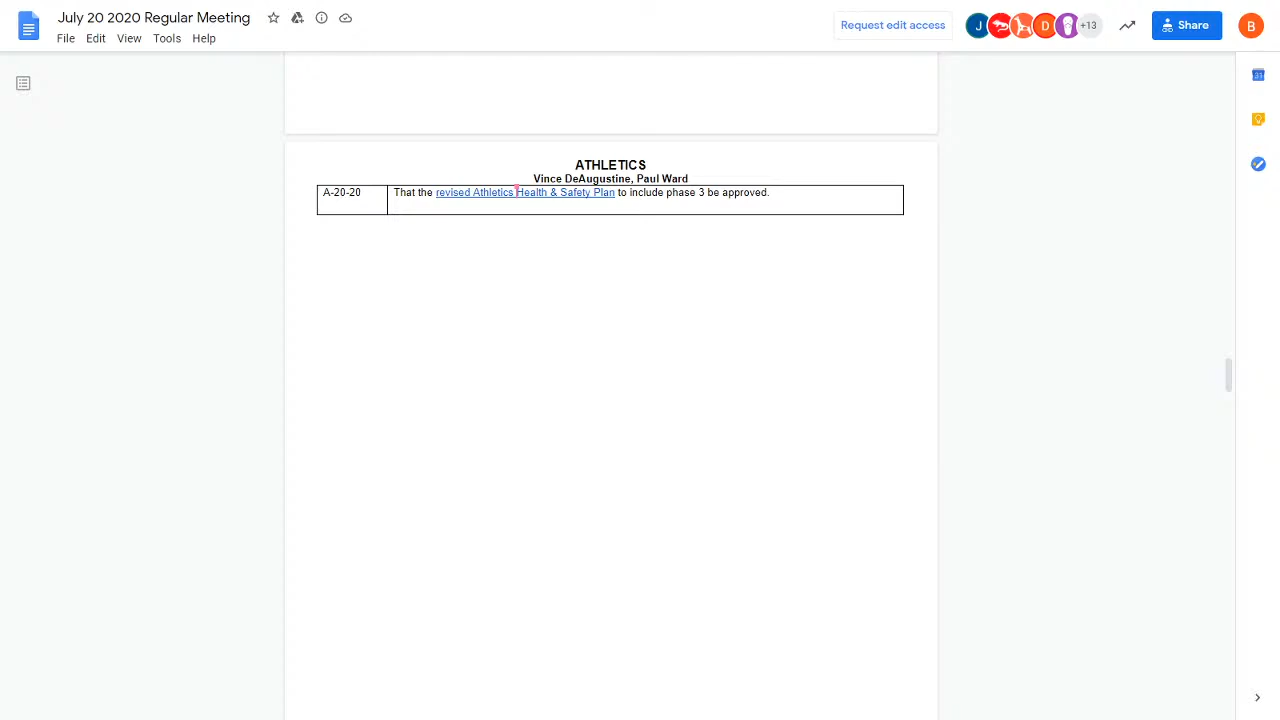 July 20 2020 Regular Meeting
File Edit View Tools Help
Request edit access
J D +13
Share
B
31
ATHLETICS
Vince DeAugustine, Paul Ward
A-20-20 That the revised Athletics Health & Safety Plan to include phase 3 be approved.